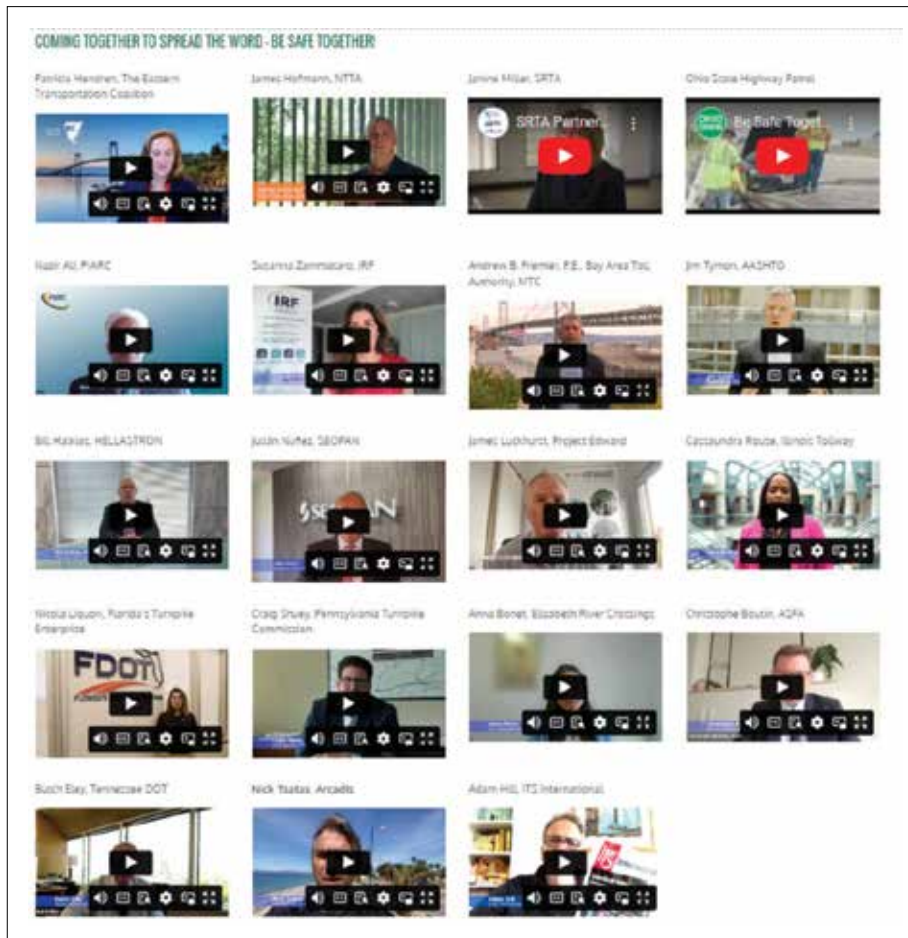 COMING TOGETHER TO SPREAD THE WORD - BE SAFE TOGETHER!
Patricia Hendren, The Eastern
Transportation Coalition
James Hofmann, NTTA
Janine Miller, SRTA
Ohio State Highway Patrol
SRTA Partner...
Be Safe Toget...
Nazir Ali, PIARC
Susanna Zammataro, IRF
Andrew B. Fremier, P.E., Bay Area Toll
Authority, MTC
Jim Tymon, AASHTO
IRF
Bill Halkias, HELLASTRON
Julián Núñez, SEOPAN
James Luckhurst, Project Edward
Cassaundra Rouse, Illinois Tollway
Nicola Liquori, Florida's Turnpike
Enterprise
Craig Shuey, Pennsylvania Turnpike
Commission
Anna Bonet, Elizabeth River Crossings
Christophe Boutin, ASFA
FDOT
Butch Eley, Tennessee DOT
Nick Tsatas, Arcadis
Adam Hill, ITS International